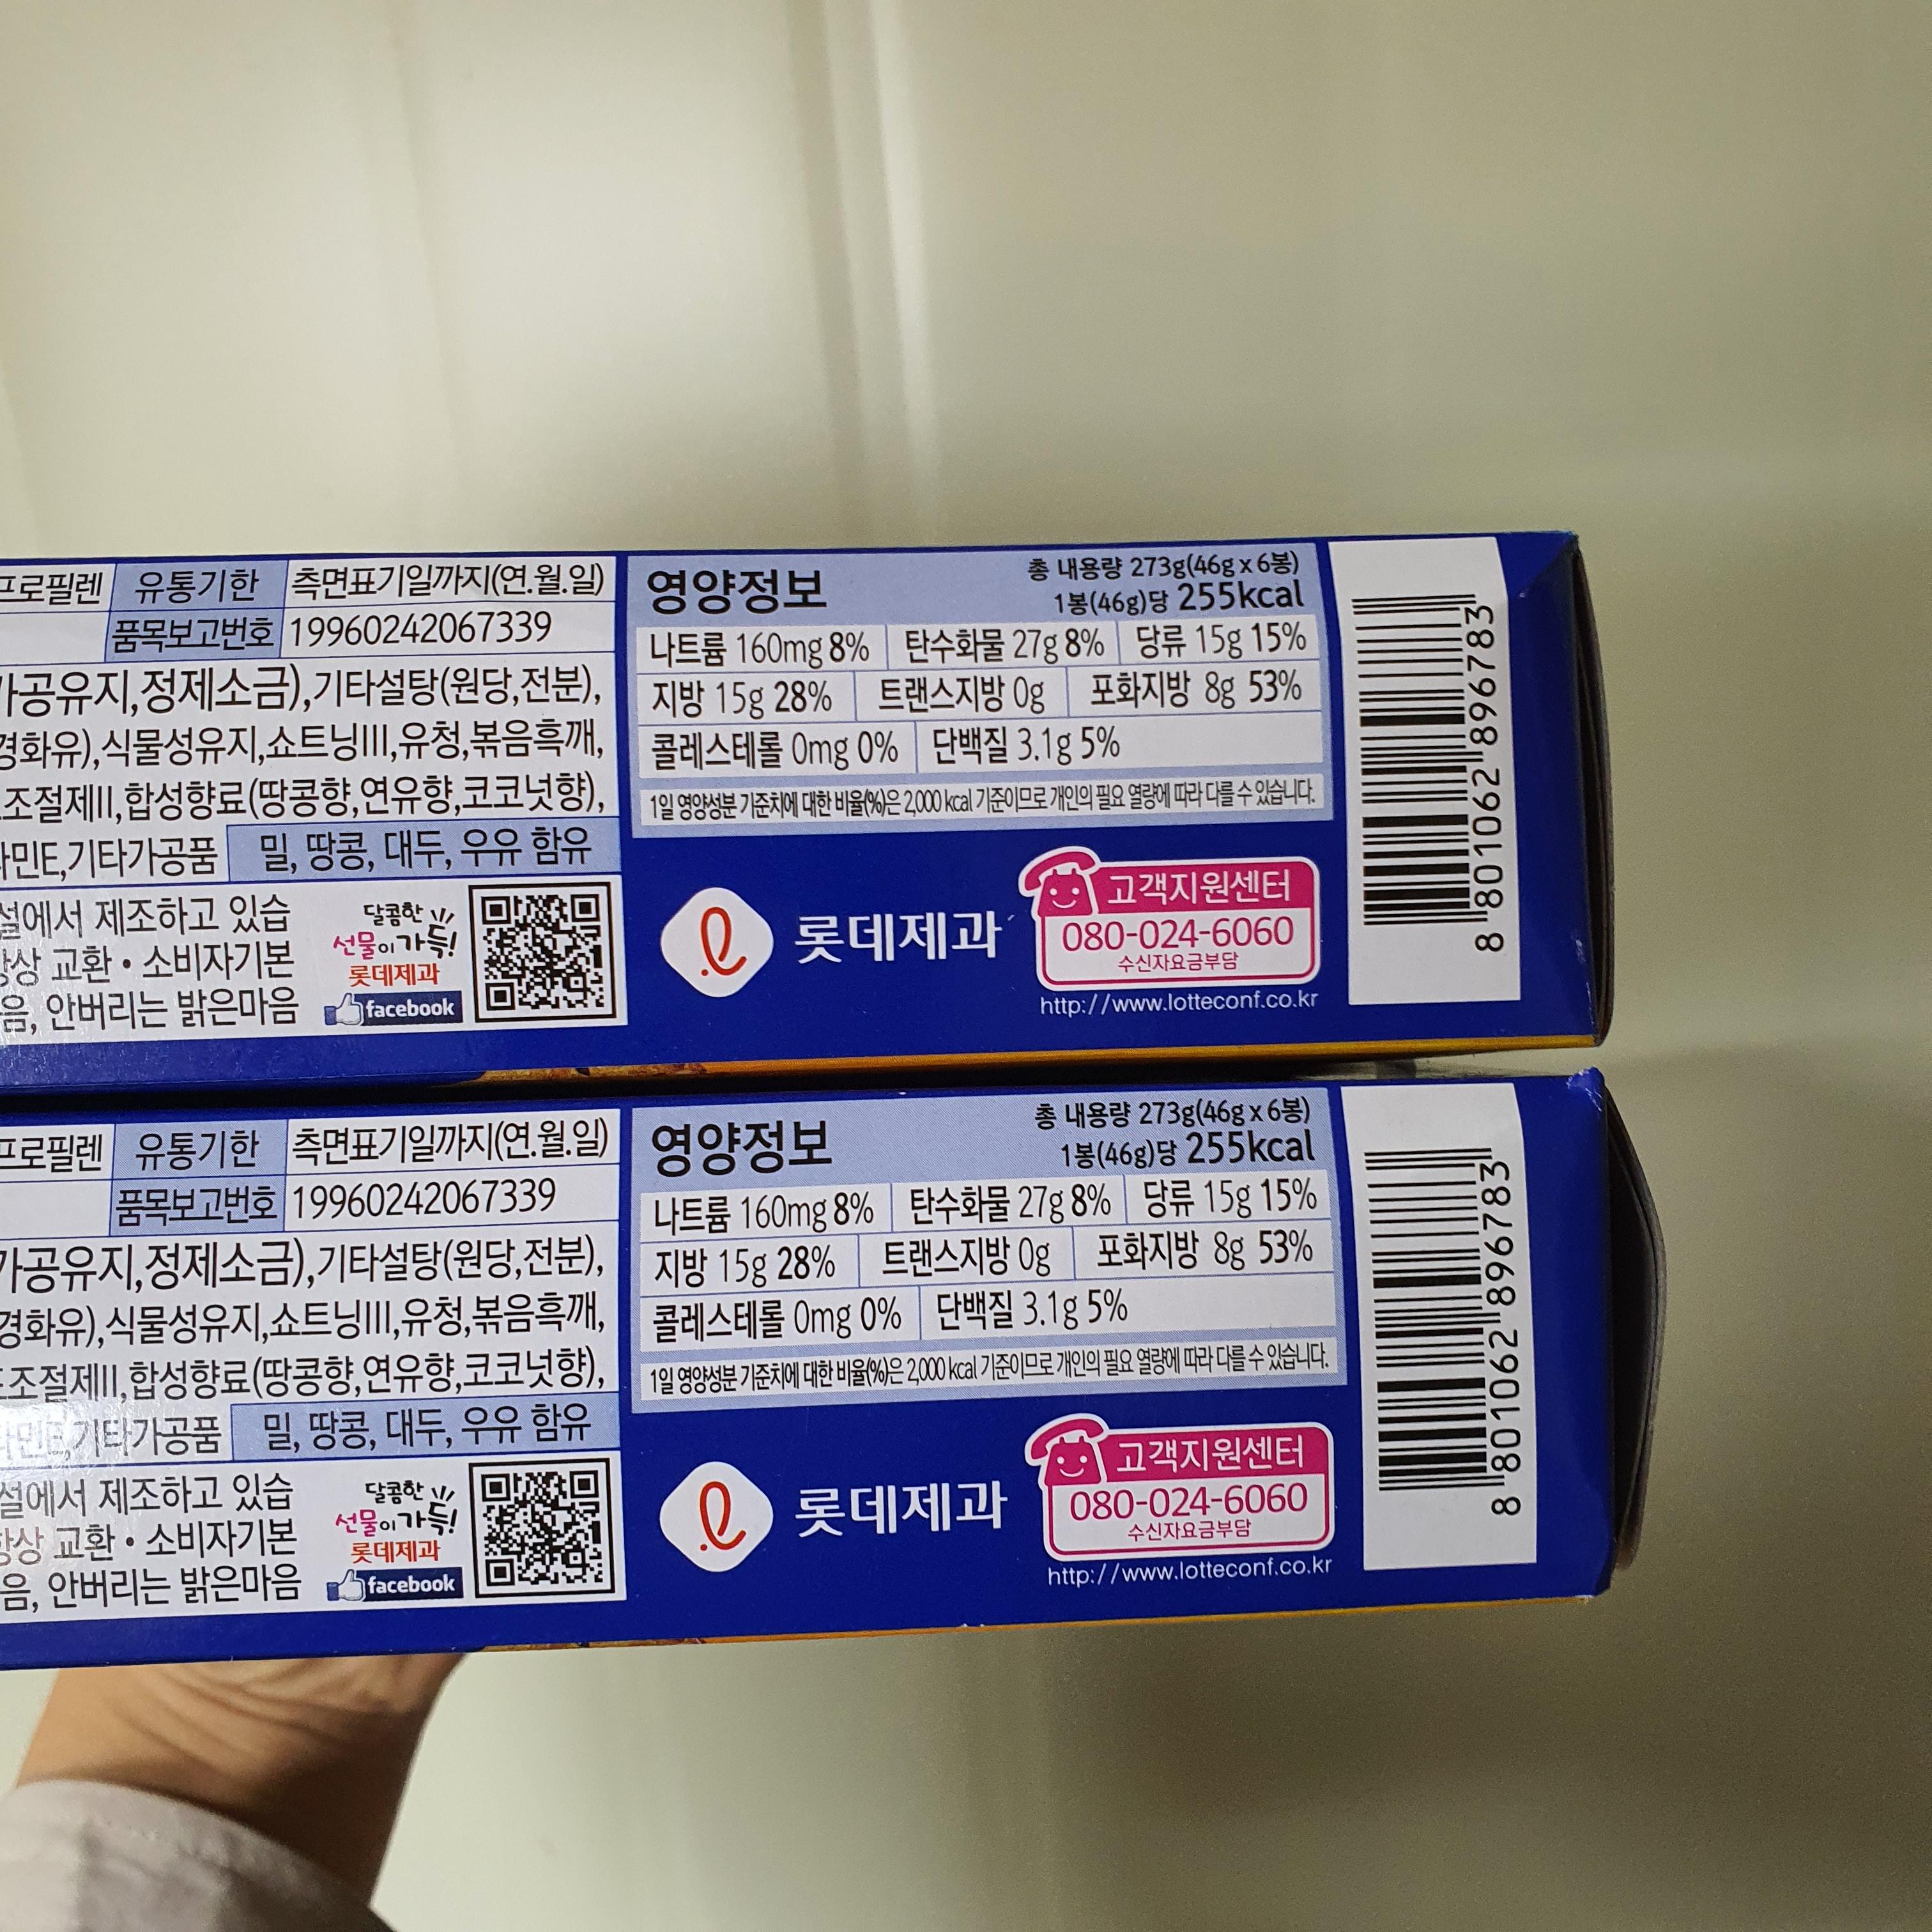 프로필렌 유통기한 측면표기일까지(연.월.일)
품목보고번호 19960242067339
가공유지,정제소금),기타설탕(원당,전분),
경화유),식물성유지,쇼트닝III,유청,볶음흑깨,
조절제II,합성향료(땅콩향,연유향,코코넛향),
민E,기타가공품 밀, 땅콩, 대두, 우유 함유
설에서 제조하고 있습
상 교환 • 소비자기본
음, 안버리는 밝은마음
달콤한
선물이가득!
롯데제과
facebook
영양정보
총 내용량 273g(46g x 6봉)
1봉(46g)당 255kcal
나트륨 160mg 8% 탄수화물 27g 8% 당류 15g 15%
지방 15g 28% 트랜스지방 0g 포화지방 8g 53%
콜레스테롤 0mg 0% 단백질 3.1g 5%
1일 영양성분 기준치에 대한 비율(%)은 2,000 kcal 기준이므로 개인의 필요 열량에 따라 다를 수 있습니다.
롯데제과
고객지원센터
080-024-6060
수신자요금부담
http://www.lotteconf.co.kr
8 801062 896783
프로필렌 유통기한 측면표기일까지(연.월.일)
품목보고번호 19960242067339
가공유지,정제소금),기타설탕(원당,전분),
경화유),식물성유지,쇼트닝III,유청,볶음흑깨,
조절제II,합성향료(땅콩향,연유향,코코넛향),
민E,기타가공품 밀, 땅콩, 대두, 우유 함유
설에서 제조하고 있습
상 교환 • 소비자기본
음, 안버리는 밝은마음
달콤한
선물이가득!
롯데제과
facebook
영양정보
총 내용량 273g(46g x 6봉)
1봉(46g)당 255kcal
나트륨 160mg 8% 탄수화물 27g 8% 당류 15g 15%
지방 15g 28% 트랜스지방 0g 포화지방 8g 53%
콜레스테롤 0mg 0% 단백질 3.1g 5%
1일 영양성분 기준치에 대한 비율(%)은 2,000 kcal 기준이므로 개인의 필요 열량에 따라 다를 수 있습니다.
롯데제과
고객지원센터
080-024-6060
수신자요금부담
http://www.lotteconf.co.kr
8 801062 896783